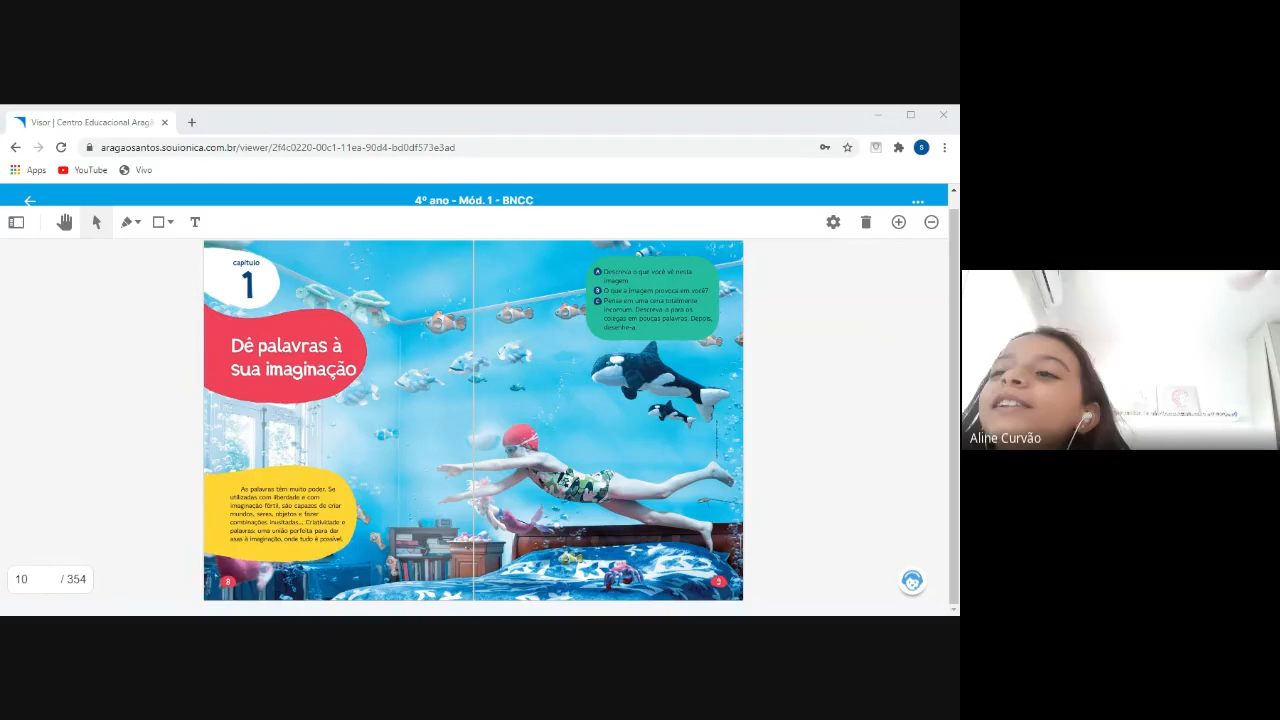 Visor | Centro Educacional Arag
aragaosantos.souionica.com.br/viewer/2f4c0220-00c1-11ea-90d4-bd0df573e3ad
S
Apps
YouTube
Vivo
4º ano - Mód. 1 - BNCC
T
capítulo
1
Dê palavras à
sua imaginação
A Descreva o que você vê nesta
imagem.
B O que a imagem provoca em você?
C Pense em uma cena totalmente
incomum. Descreva-a para os
colegas em poucas palavras. Depois,
desenhe-a.
As palavras têm muito poder. Se
utilizadas com liberdade e com
imaginação fértil, são capazes de criar
mundos, seres, objetos e fazer
combinações inusitadas... Criatividade e
palavras: uma união perfeita para dar
asas à imaginação, onde tudo é possível.
8
9
10 / 354
Aline Curvão